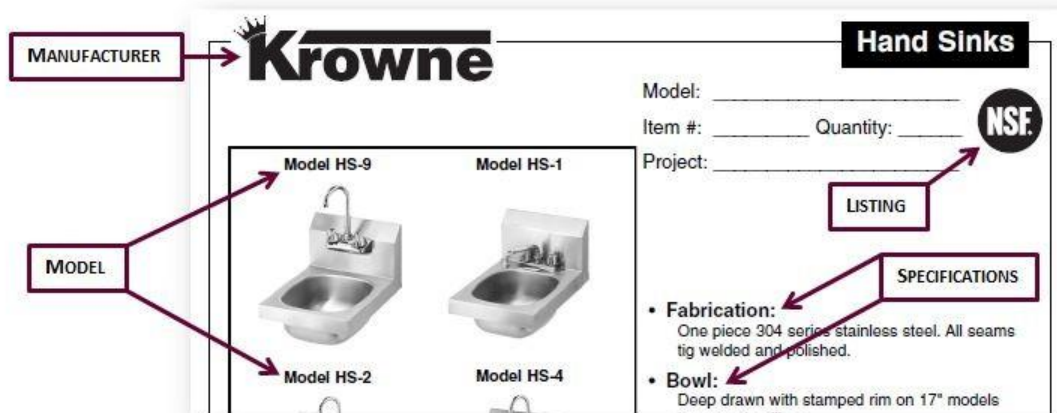 MANUFACTURER
Krowne
Hand Sinks
Model:
Item #: Quantity:
Project:
NSF.
LISTING
Model HS-9 Model HS-1
MODEL
SPECIFICATIONS
• Fabrication:
One piece 304 series stainless steel. All seams
tig welded and polished.
Model HS-2 Model HS-4
• Bowl:
Deep drawn with stamped rim on 17" models